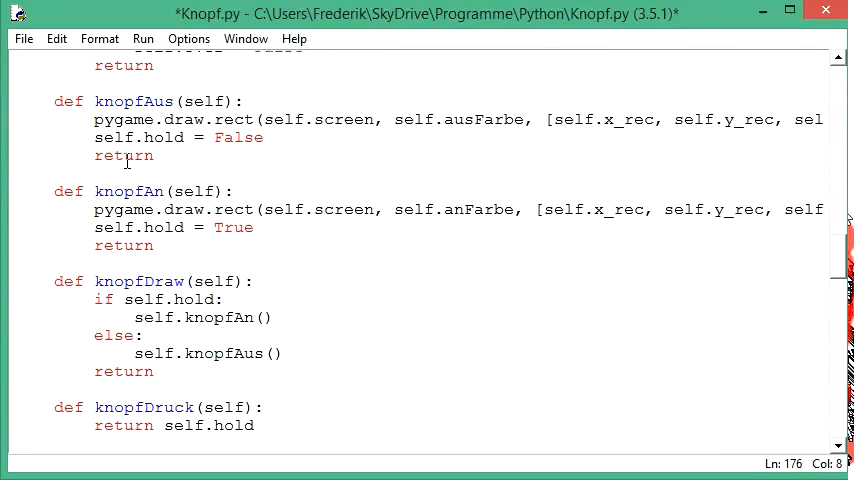 *Knopf.py - C:\Users\Frederik\SkyDrive\Programme\Python\Knopf.py (3.5.1)*
File Edit Format Run Options Window Help
return
def knopfAus(self):
pygame.draw.rect(self.screen, self.ausFarbe, [self.x_rec, self.y_rec, sel
self.hold = False
return
def knopfAn(self):
pygame.draw.rect(self.screen, self.anFarbe, [self.x_rec, self.y_rec, self
self.hold = True
return
def knopfDraw(self):
if self.hold:
self.knopfAn()
else:
self.knopfAus()
return
def knopfDruck(self):
return self.hold
Ln: 176 Col: 8